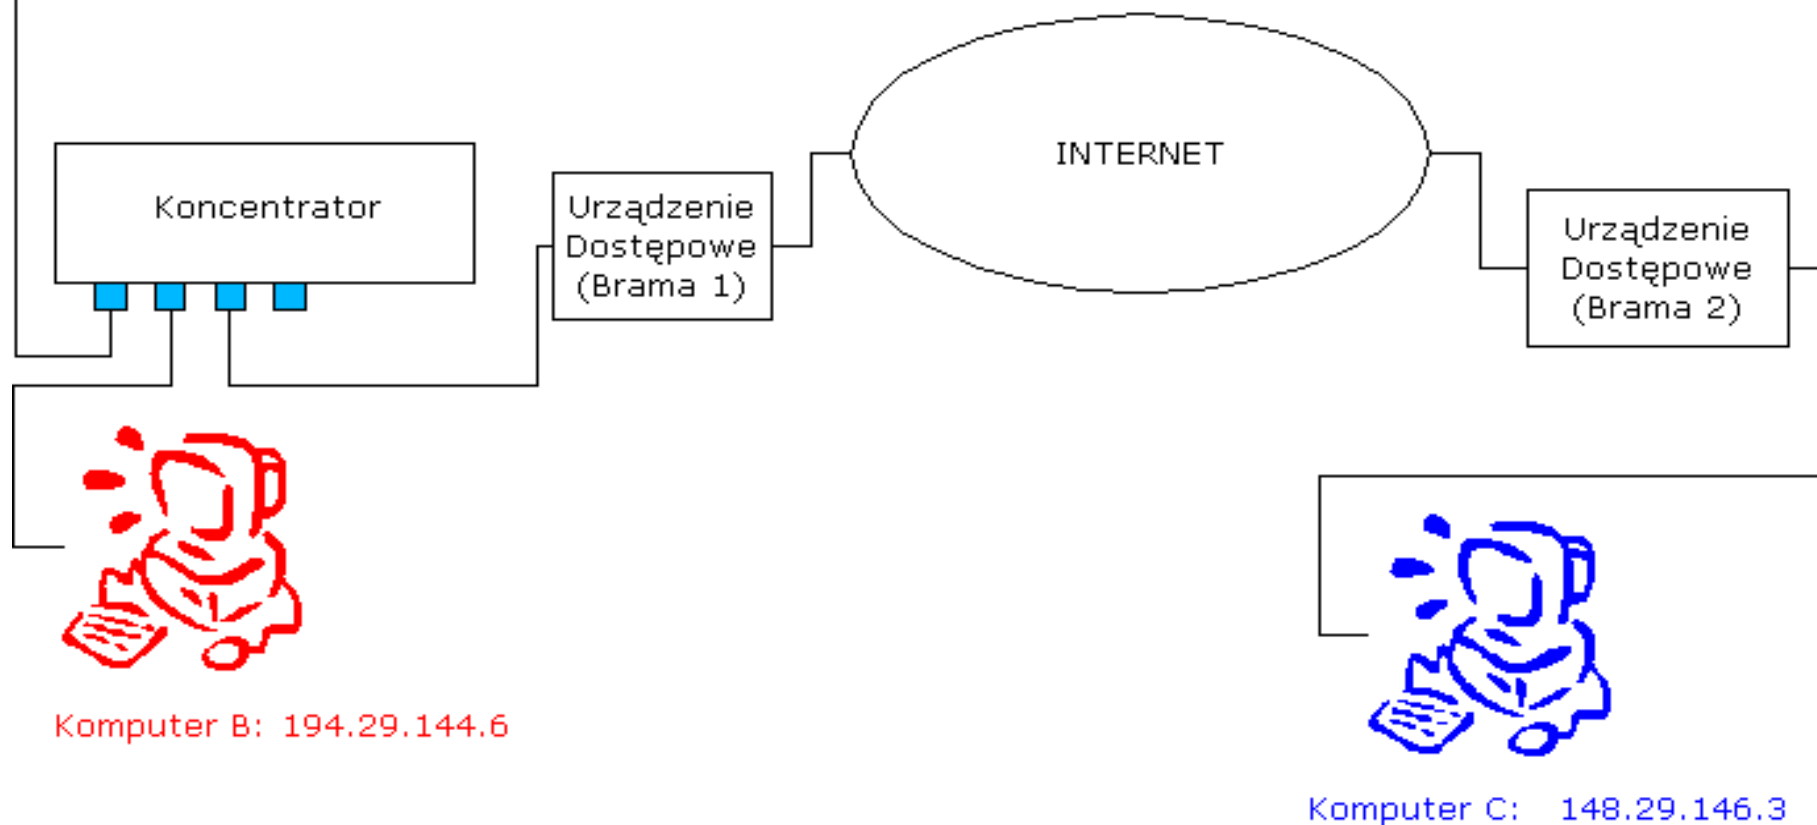 INTERNET
Koncentrator
Urządzenie
Dostępowe
(Brama 1)
Urządzenie
Dostępowe
(Brama 2)
Komputer B: 194.29.144.6
Komputer C: 148.29.146.3